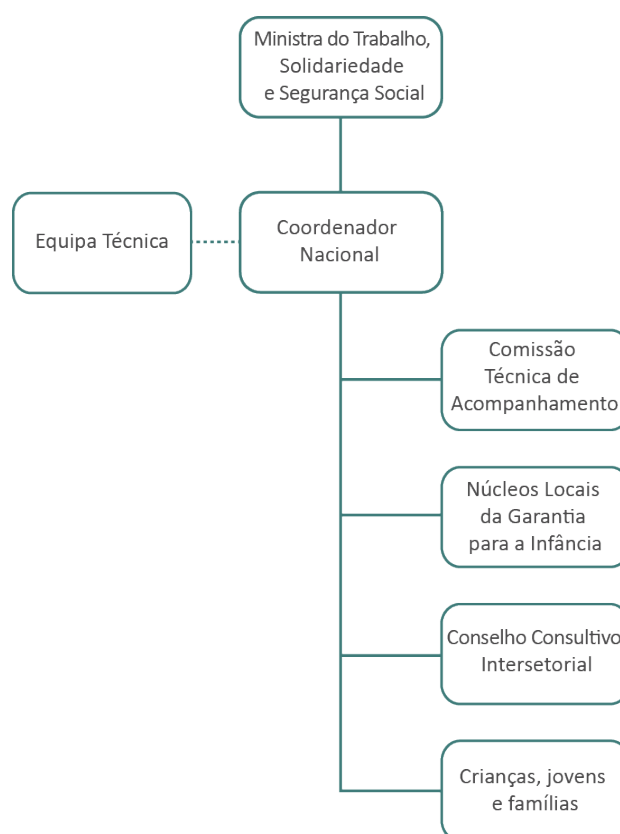 Ministra do Trabalho,
Solidariedade
e Segurança Social
Equipa Técnica
Coordenador
Nacional
Comissão
Técnica de
Acompanhamento
Núcleos Locais
da Garantia
para a Infância
Conselho Consultivo
Intersetorial
Crianças, jovens
e famílias